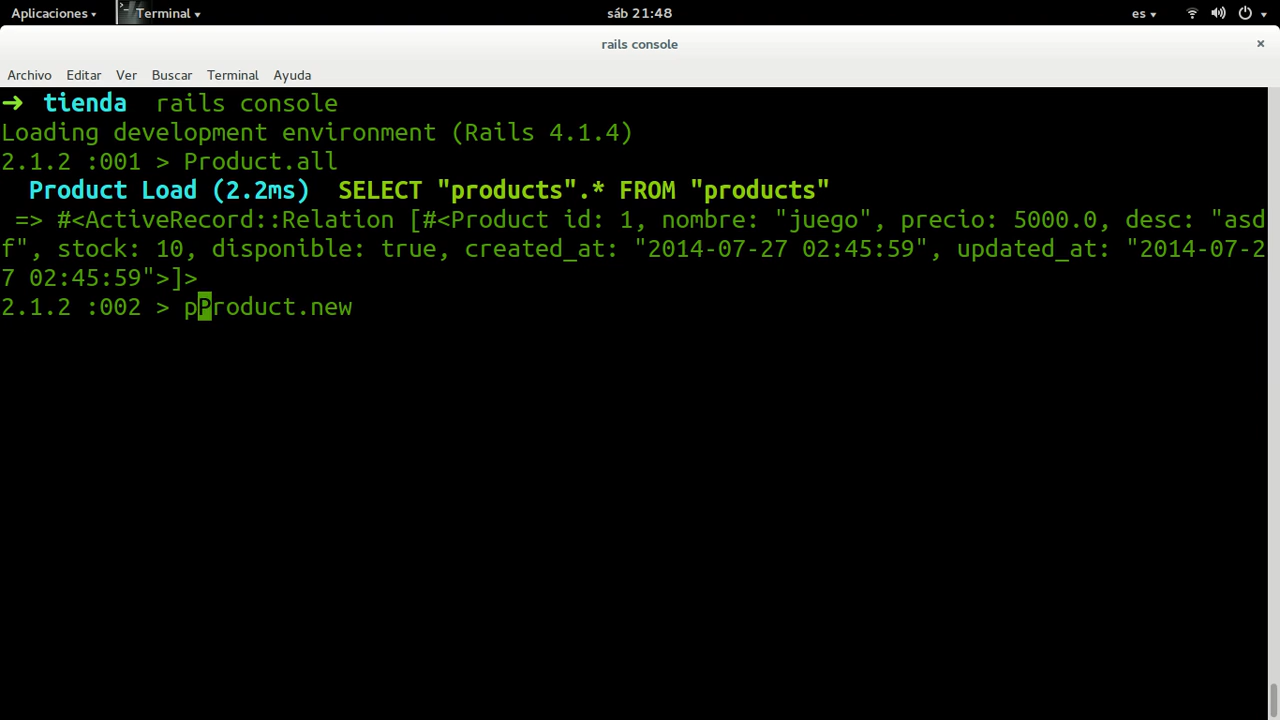 Aplicaciones Terminal sáb 21:48 es
rails console ×
Archivo Editar Ver Buscar Terminal Ayuda
➜ tienda rails console
Loading development environment (Rails 4.1.4)
2.1.2 :001 > Product.all
Product Load (2.2ms) SELECT "products".* FROM "products"
=> #<ActiveRecord::Relation [#<Product id: 1, nombre: "juego", precio: 5000.0, desc: "asd
f", stock: 10, disponible: true, created_at: "2014-07-27 02:45:59", updated_at: "2014-07-2
7 02:45:59">]>
2.1.2 :002 > pProduct.new